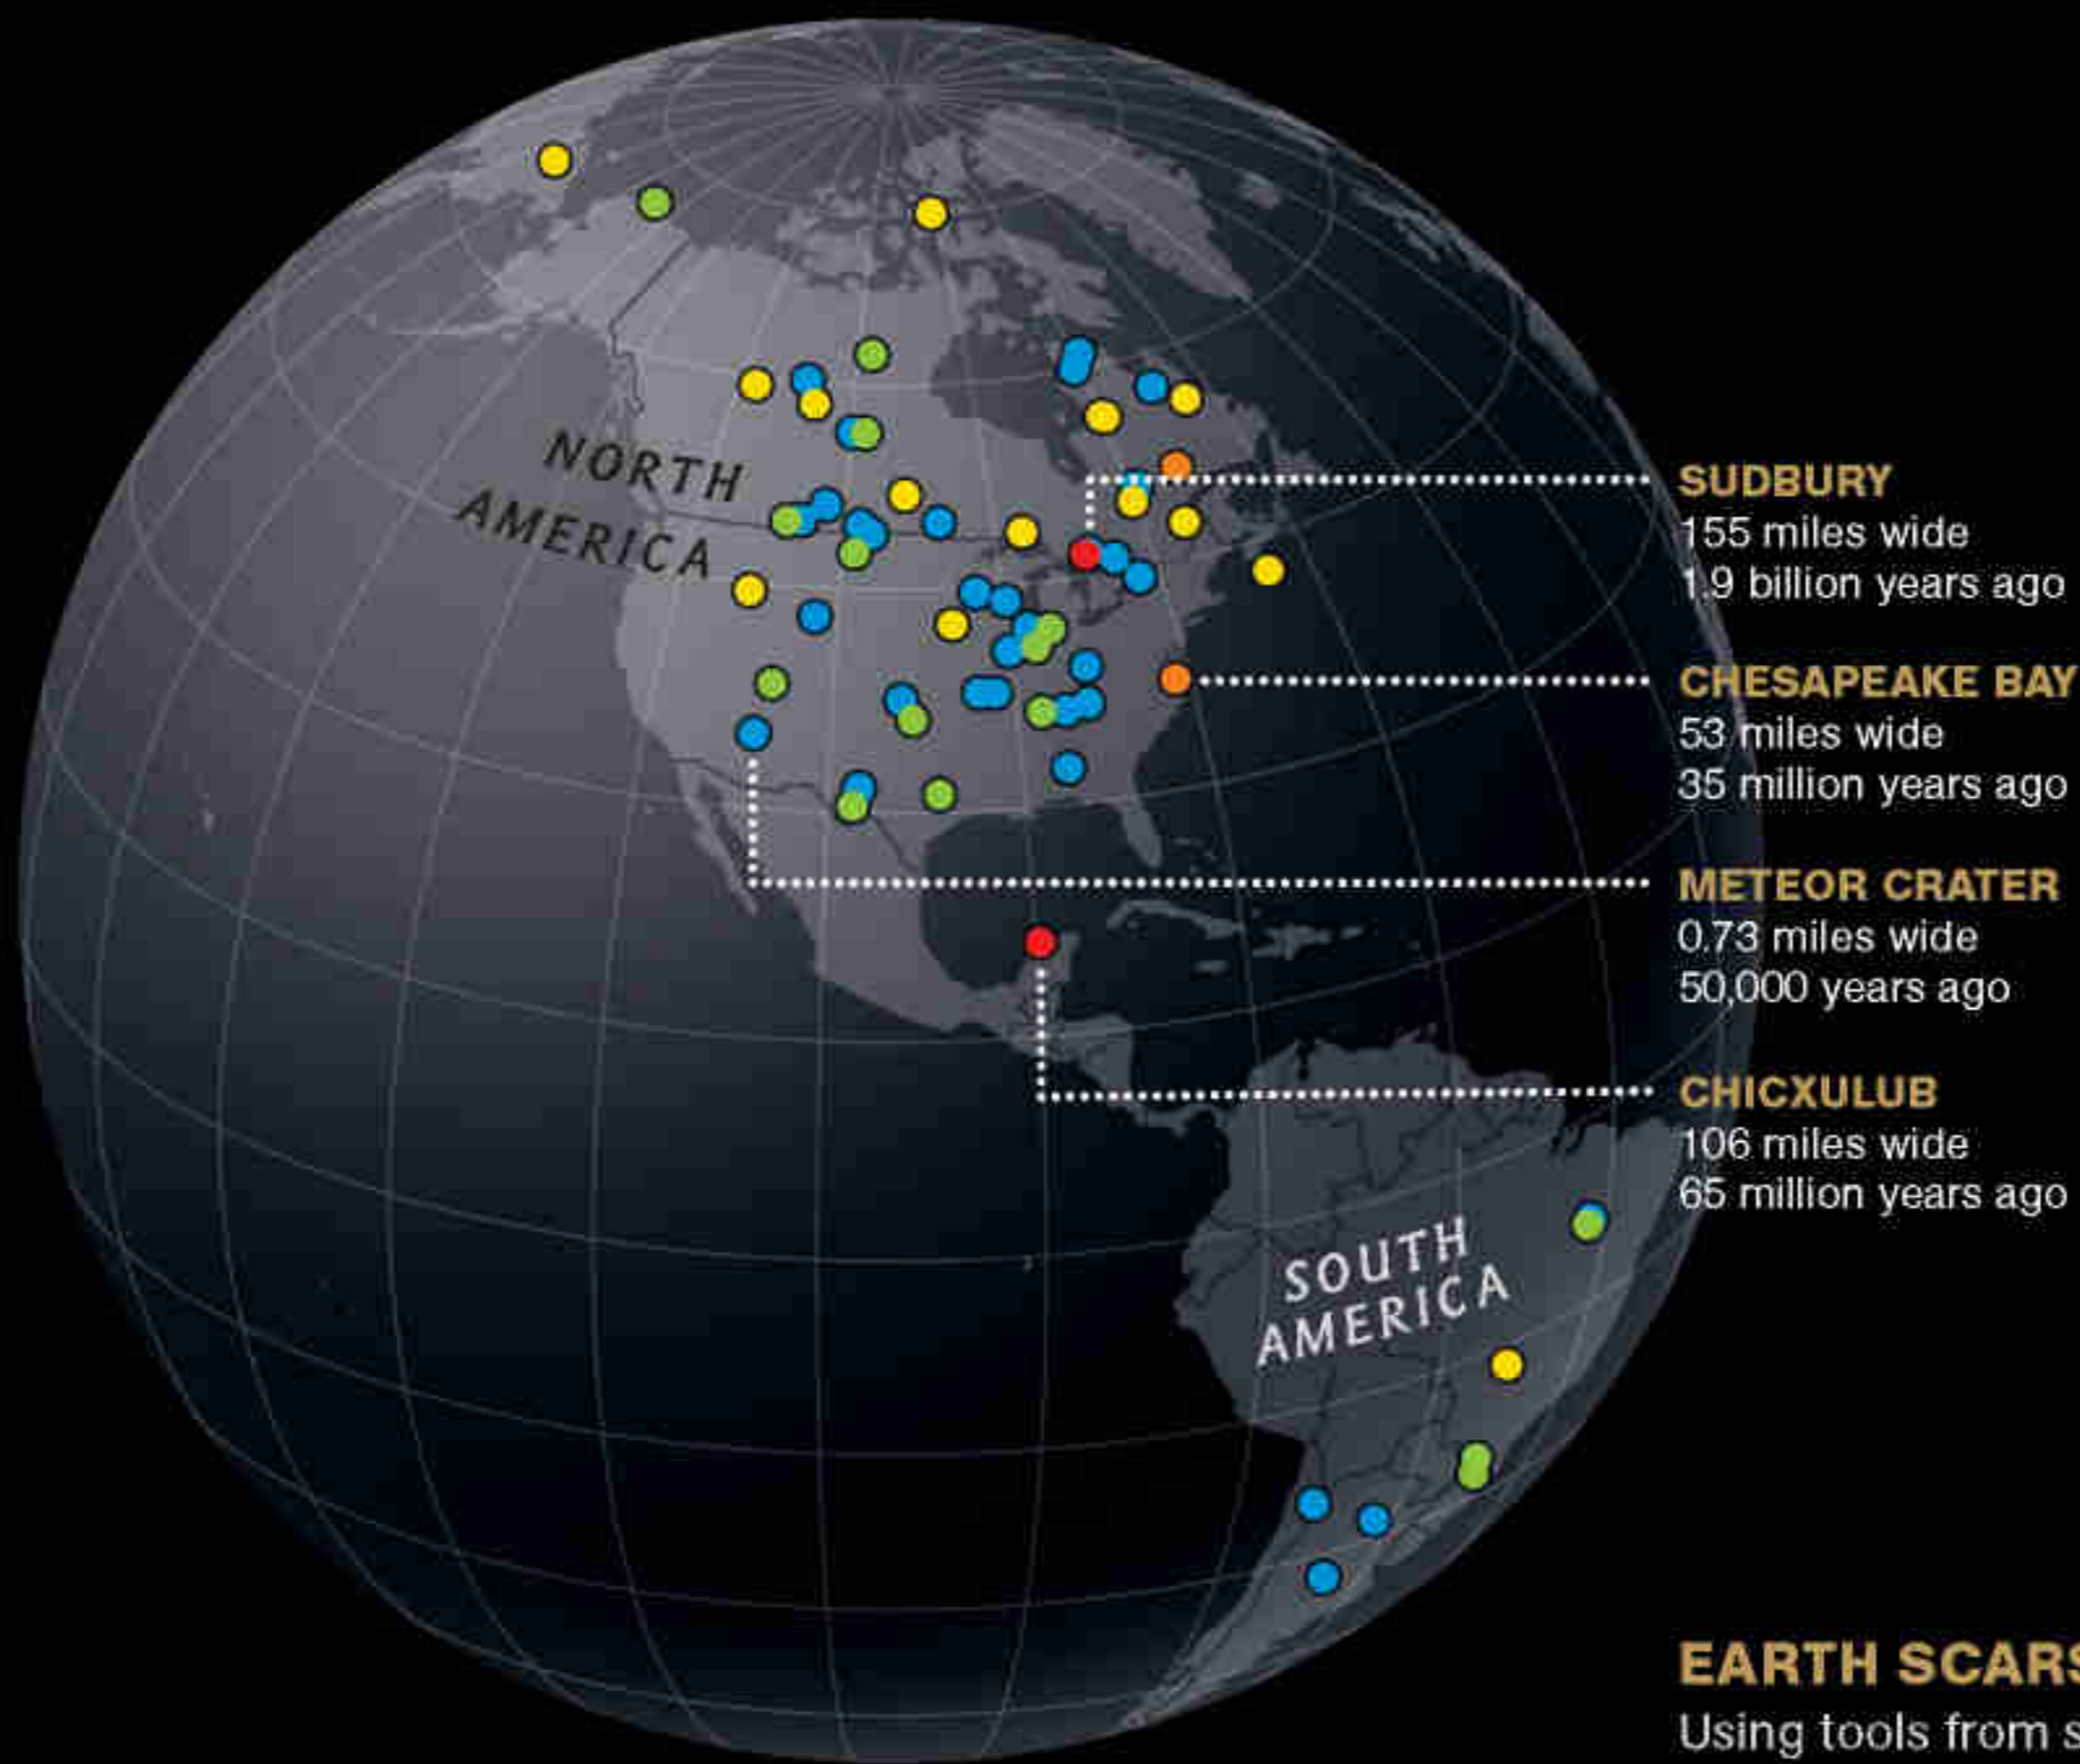 NORTH
AMERICA
SUDBURY
155 miles wide
1.9 billion years ago
CHESAPEAKE BAY
53 miles wide
35 million years ago
METEOR CRATER
0.73 miles wide
50,000 years ago
CHICXULUB
106 miles wide
65 million years ago
SOUTH
AMERICA
EARTH SCARS
Using tools from s